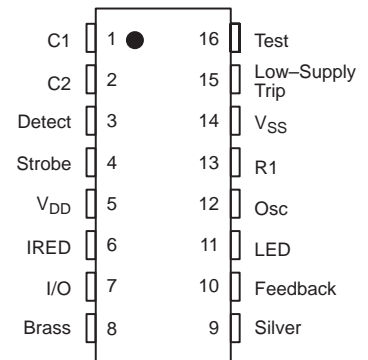 C1 1 16 Test
C2 2 15 Low–Supply
Trip
Detect 3 14 VSS
Strobe 4 13 R1
VDD 5 12 Osc
IRED 6 11 LED
I/O 7 10 Feedback
Brass 8 9 Silver